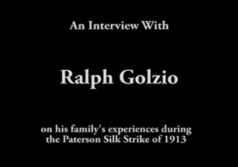 An Interview With
Ralph Golzio
on his family's experiences during
the Paterson Silk Strike of 1913